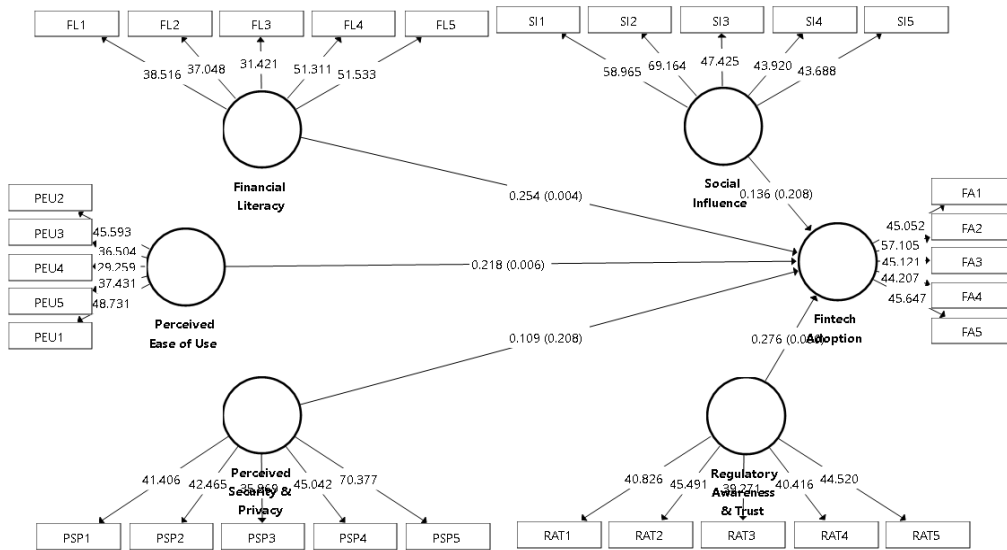 FL1 FL2 FL3 FL4 FL5
38.516 37.048 31.421 51.311 51.533
SI1 SI2 SI3 SI4 SI5
58.965 69.164 47.425 43.920 43.688
Financial
Literacy
Social
Influence
0.254 (0.004)
0.136 (0.208)
PEU2
PEU3
PEU4
PEU5
PEU1
45.593
36.504
29.259
37.431
48.731
Perceived
Ease of Use
0.218 (0.006)
FA1
FA2
FA3
FA4
FA5
45.052
57.105
45.121
44.207
45.647
Fintech
Adoption
0.109 (0.208)
0.276
41.406 42.465 45.042 70.377
Perceived
Security &
Privacy
PSP1 PSP2 PSP3 PSP4 PSP5
40.826 45.491 39.271 40.416 44.520
Regulatory
Awareness
& Trust
RAT1 RAT2 RAT3 RAT4 RAT5